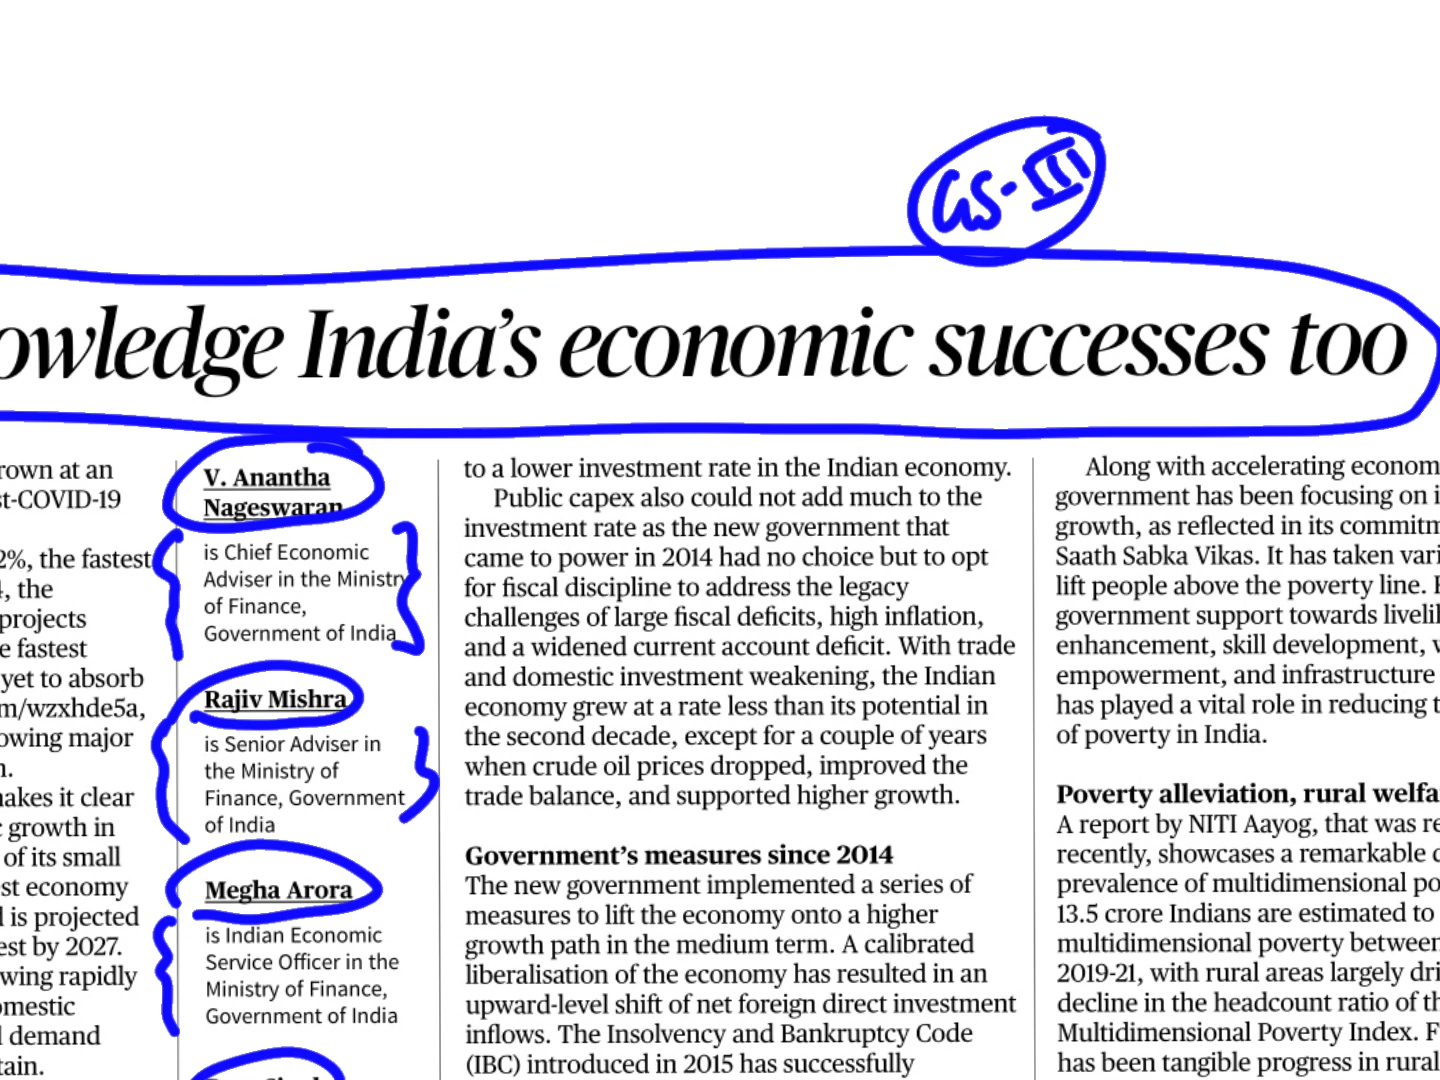 GS-III
owledge India's economic successes too
rown at an
st-COVID-19
2%, the fastest
4, the
projects
e fastest
yet to absorb
m/wzxhde5a,
owing major
n.
nakes it clear
c growth in
of its small
est economy
d is projected
est by 2027.
wing rapidly
omestic
d demand
tain.
V. Anantha
Nageswaran
is Chief Economic
Adviser in the Ministry
of Finance,
Government of India
Rajiv Mishra
is Senior Adviser in
the Ministry of
Finance, Government
of India
Megha Arora
is Indian Economic
Service Officer in the
Ministry of Finance,
Government of India
to a lower investment rate in the Indian economy.
Public capex also could not add much to the
investment rate as the new government that
came to power in 2014 had no choice but to opt
for fiscal discipline to address the legacy
challenges of large fiscal deficits, high inflation,
and a widened current account deficit. With trade
and domestic investment weakening, the Indian
economy grew at a rate less than its potential in
the second decade, except for a couple of years
when crude oil prices dropped, improved the
trade balance, and supported higher growth.
Government's measures since 2014
The new government implemented a series of
measures to lift the economy onto a higher
growth path in the medium term. A calibrated
liberalisation of the economy has resulted in an
upward-level shift of net foreign direct investment
inflows. The Insolvency and Bankruptcy Code
(IBC) introduced in 2015 has successfully
Along with accelerating econom
government has been focusing on i
growth, as reflected in its commitm
Saath Sabka Vikas. It has taken vari
lift people above the poverty line.
government support towards liveli
enhancement, skill development, w
empowerment, and infrastructure
has played a vital role in reducing t
of poverty in India.
Poverty alleviation, rural welfa
A report by NITI Aayog, that was re
recently, showcases a remarkable d
prevalence of multidimensional po
13.5 crore Indians are estimated to
multidimensional poverty between
2019-21, with rural areas largely dri
decline in the headcount ratio of th
Multidimensional Poverty Index. F
has been tangible progress in rural